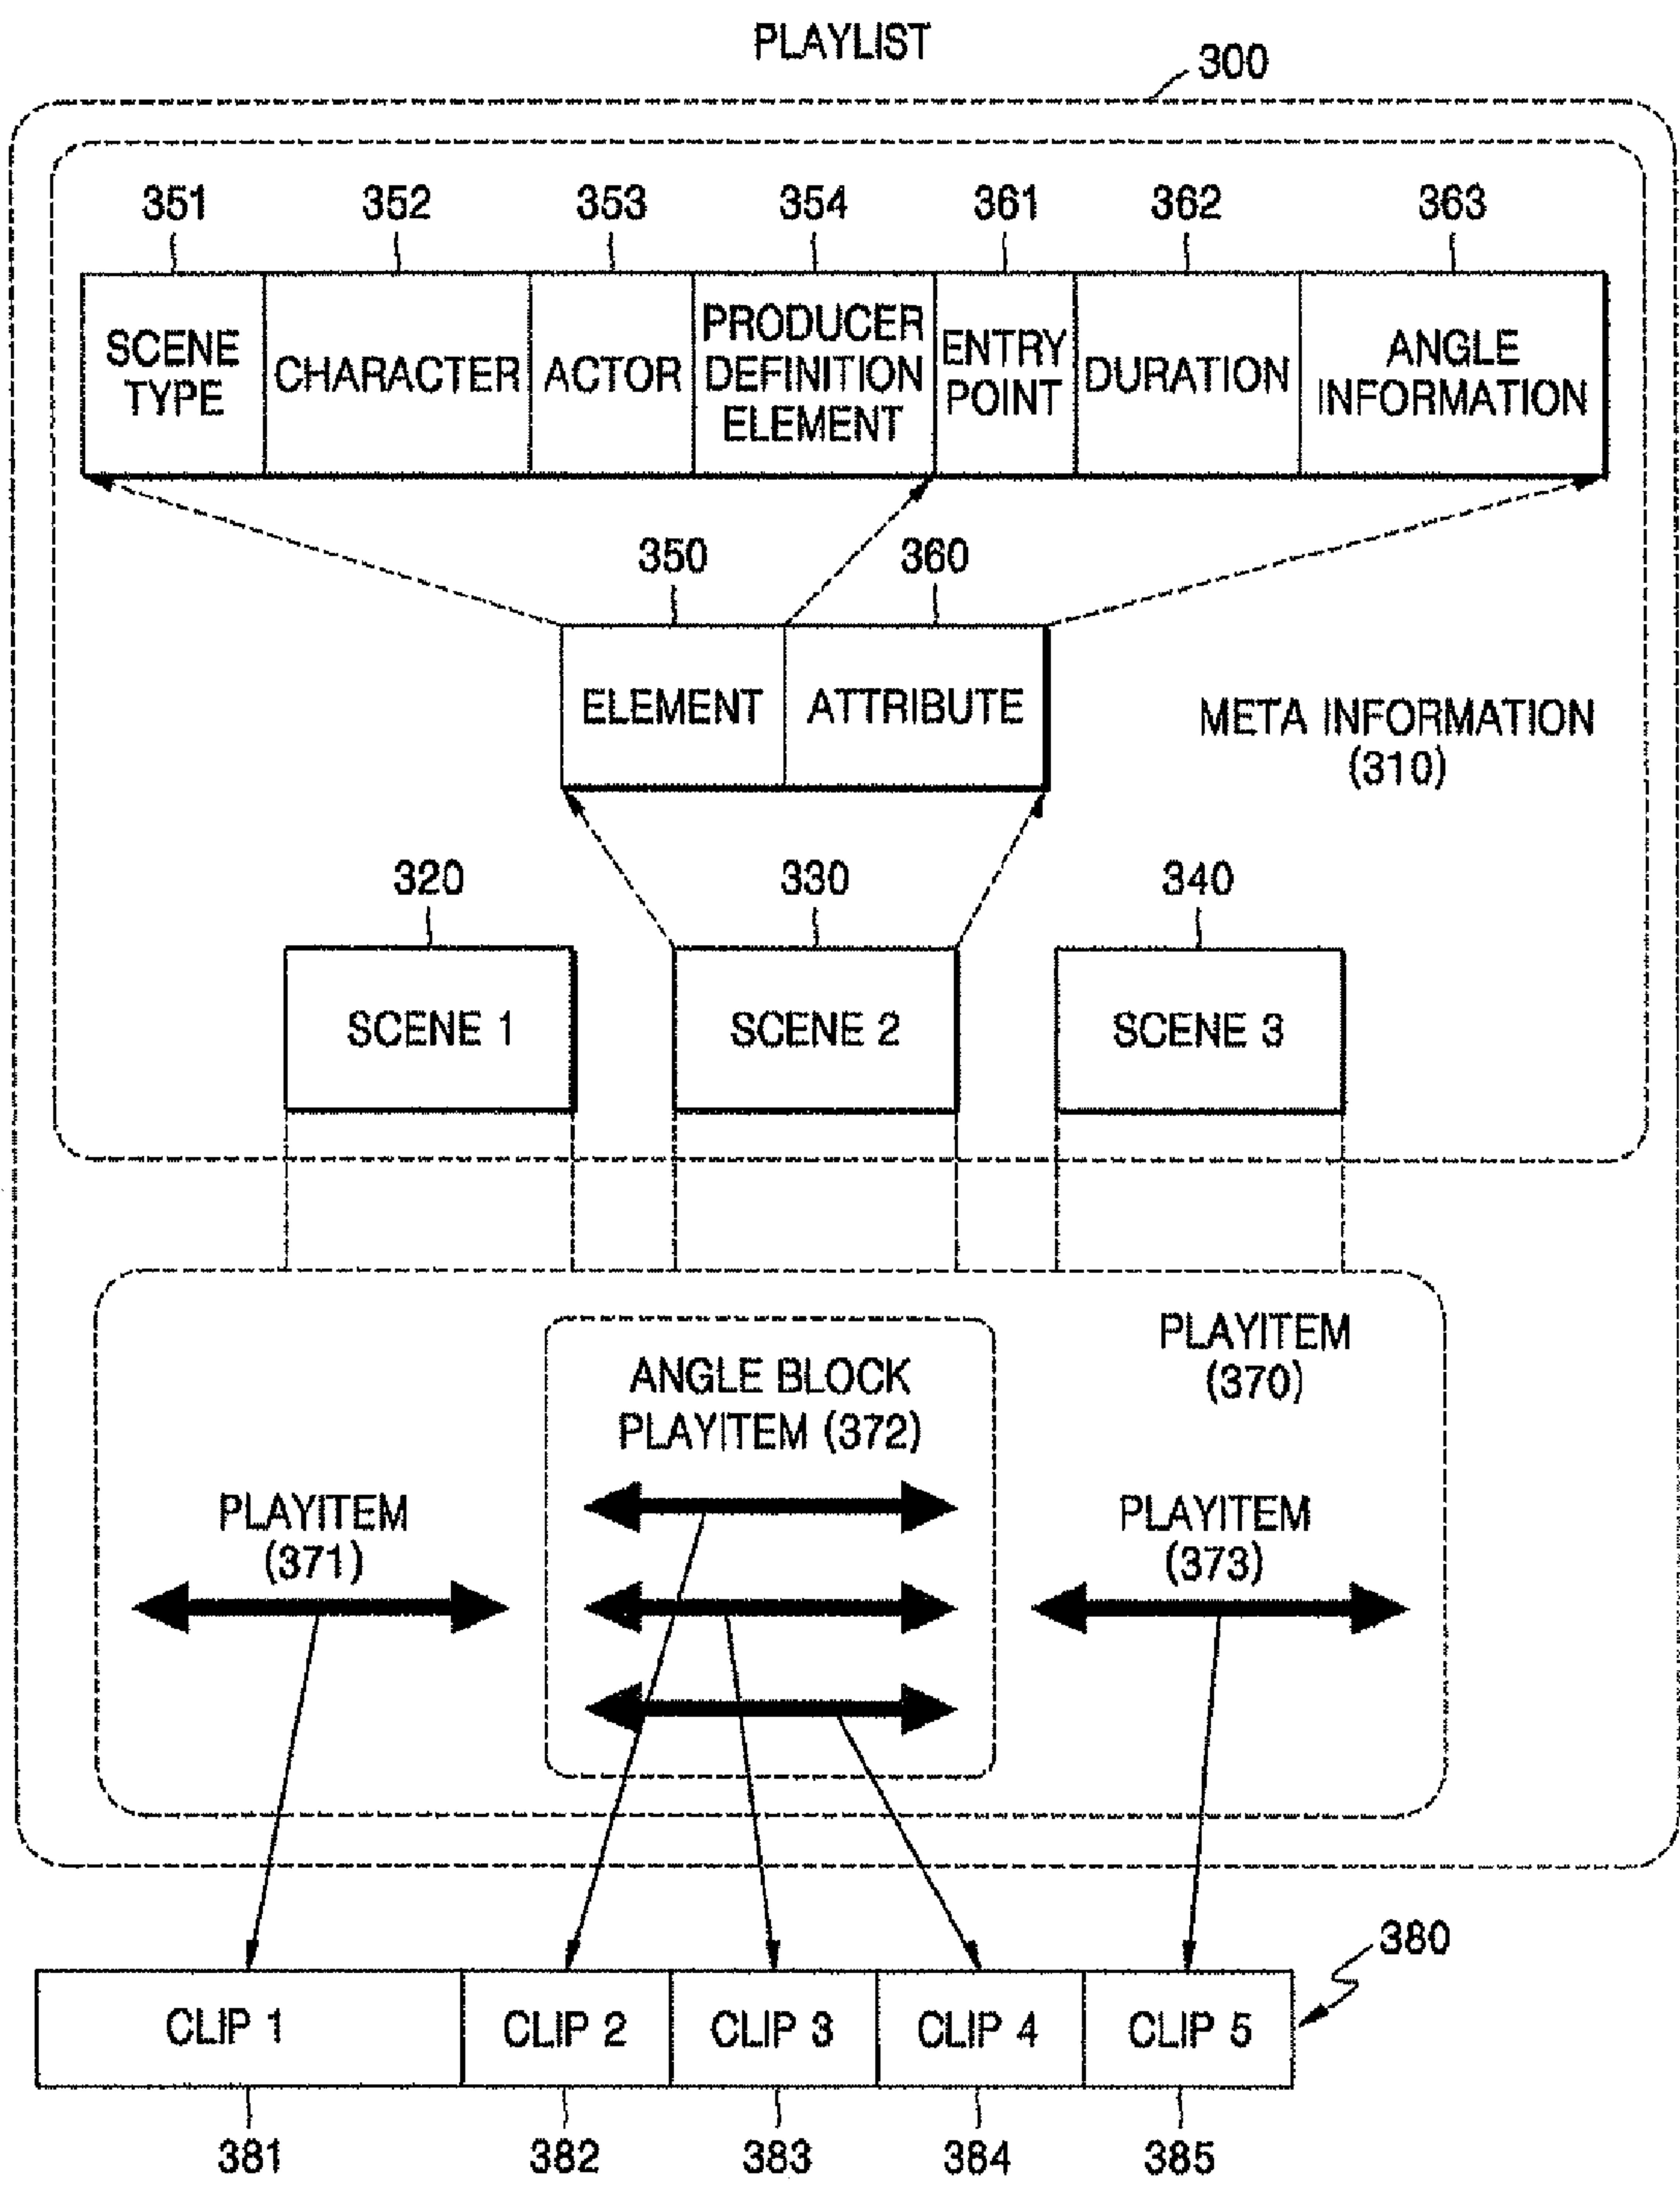 PLAYLIST
300
351 352 353 354 361 362 363
SCENE TYPE
CHARACTER
ACTOR
PRODUCER DEFINITION ELEMENT
ENTRY POINT
DURATION
ANGLE INFORMATION
350 360
ELEMENT ATTRIBUTE
META INFORMATION
(310)
320 330 340
SCENE 1 SCENE 2 SCENE 3
PLAYITEM
(370)
ANGLE BLOCK
PLAYITEM (372)
PLAYITEM
(371)
PLAYITEM
(373)
380
CLIP 1 CLIP 2 CLIP 3 CLIP 4 CLIP 5
381 382 383 384 385